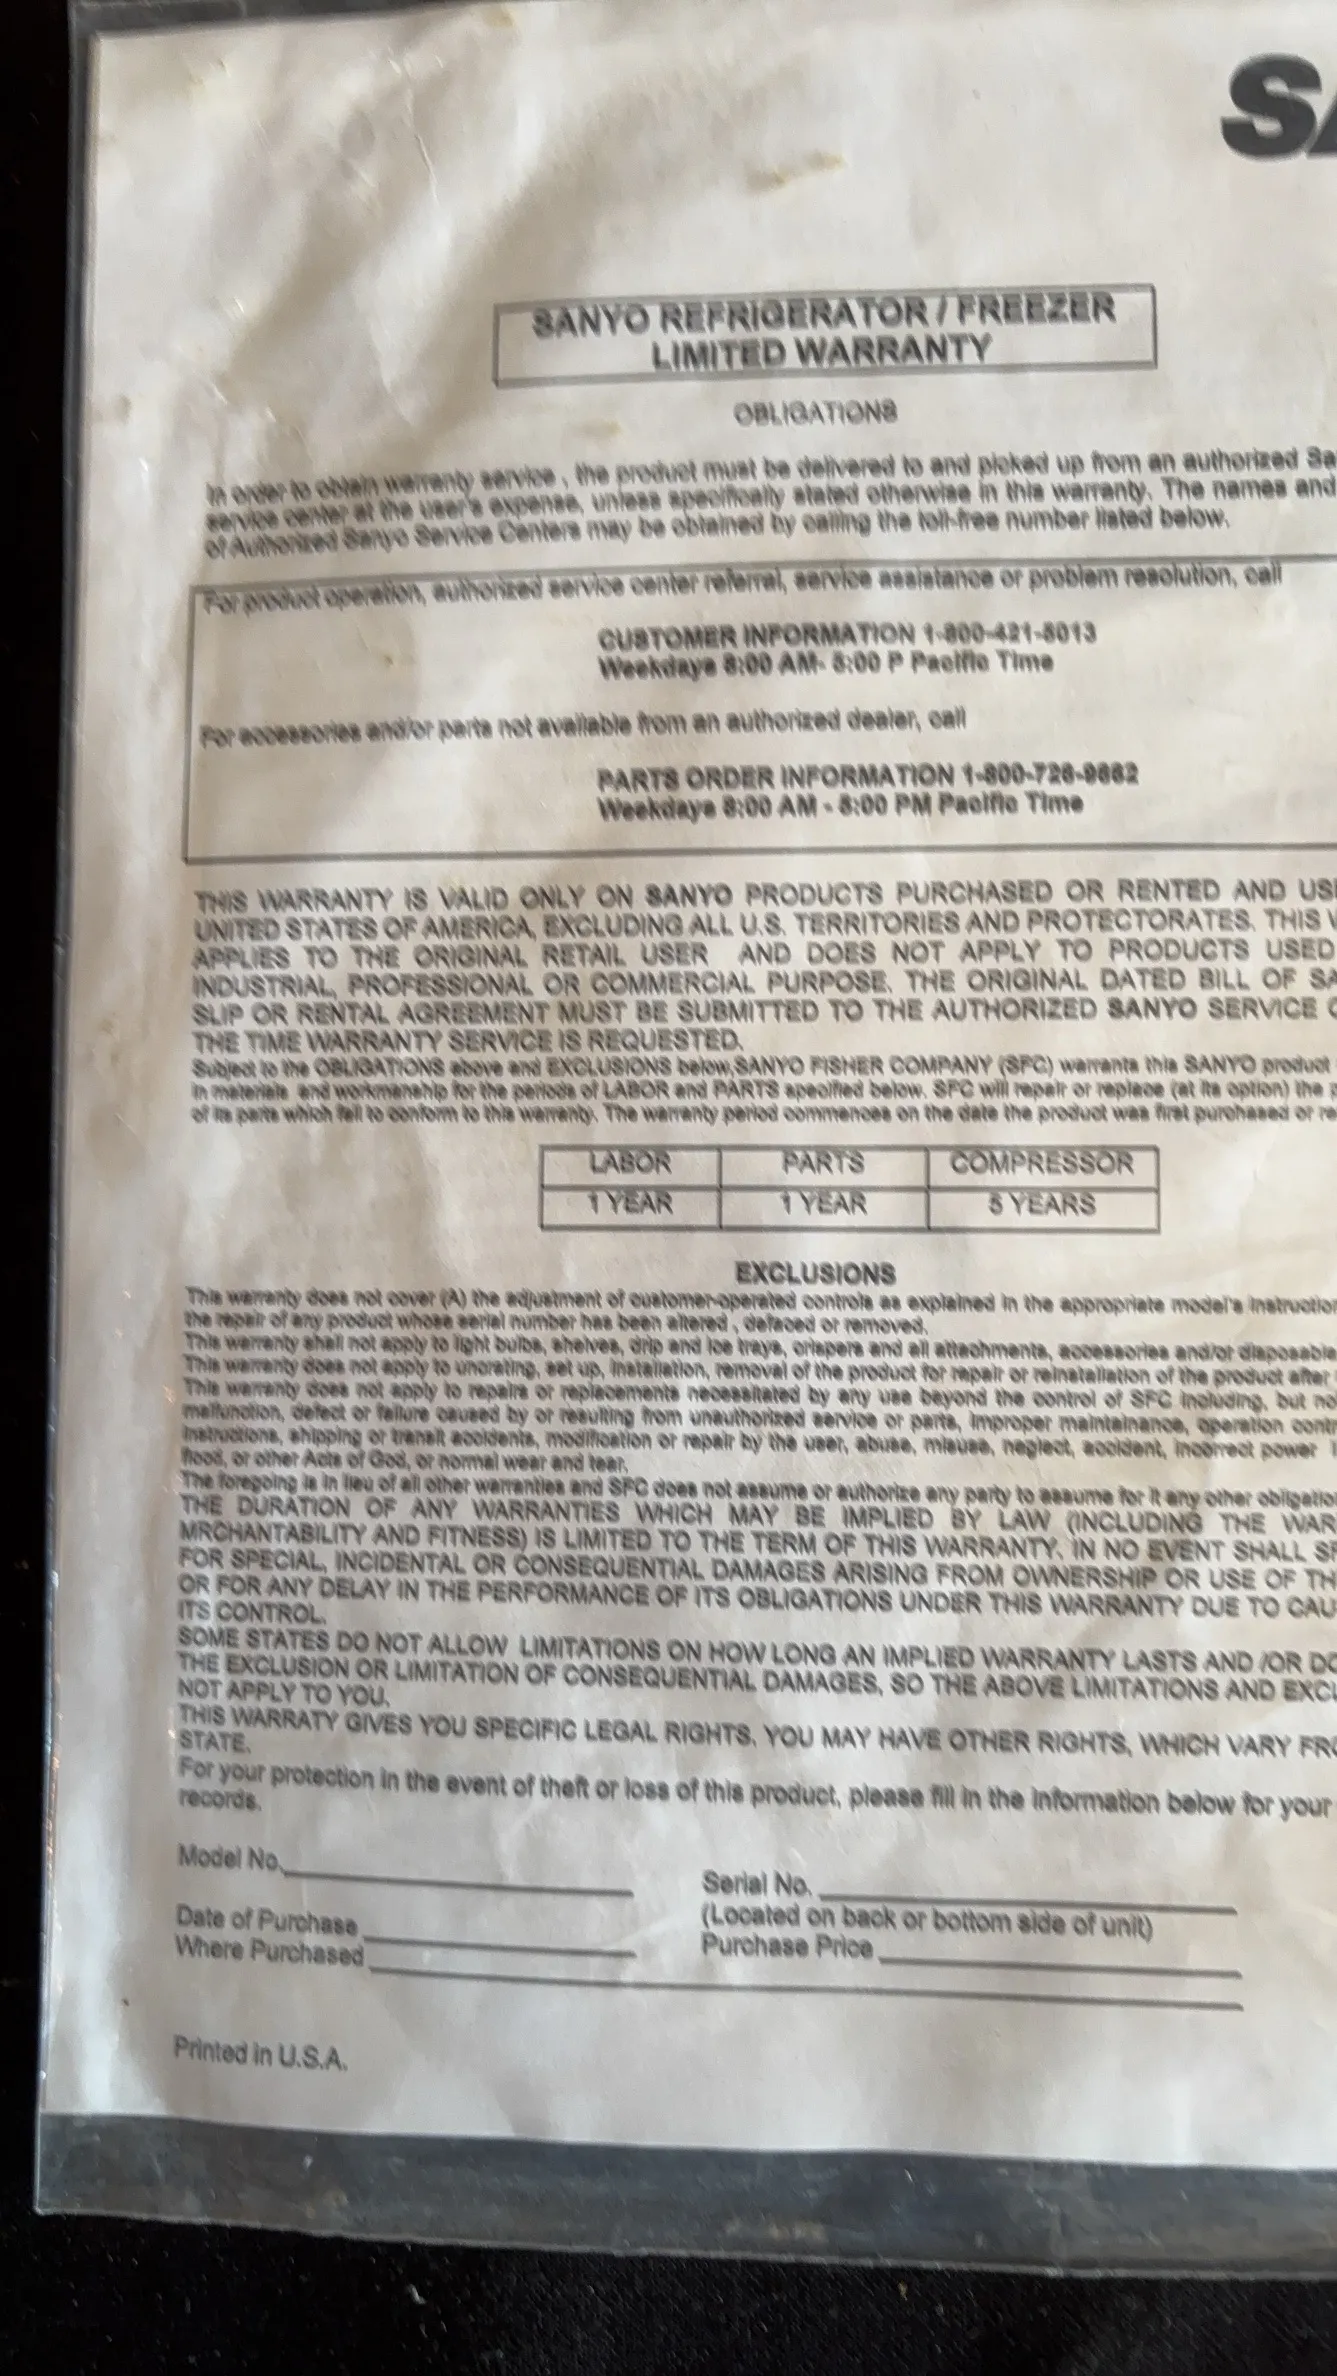 SA
SANYO REFRIGERATOR / FREEZER
LIMITED WARRANTY
OBLIGATIONS
In order to obtain warranty service , the product must be delivered to and picked up from an authorized Sa
service center at the user's expense, unless specifically stated otherwise in this warranty. The names and
of Authorized Sanyo Service Centers may be obtained by calling the toll-free number listed below.
For product operation, authorized service center referral, service assistance or problem resolution, call
CUSTOMER INFORMATION 1-800-421-5013
Weekdays 8:00 AM- 5:00 P Pacific Time
For accessories and/or parts not available from an authorized dealer, call
PARTS ORDER INFORMATION
Weekdays 8:00 AM - 5:00 PM Pacific Time
THIS WARRANTY IS VALID ONLY ON SANYO PRODUCTS PURCHASED OR RENTED AND USE
UNITED STATES OF AMERICA, EXCLUDING ALL U.S. TERRITORIES AND PROTECTORATES. THIS W
APPLIES TO THE ORIGINAL RETAIL USER AND DOES NOT APPLY TO PRODUCTS USED
INDUSTRIAL, PROFESSIONAL OR COMMERCIAL PURPOSE. THE ORIGINAL DATED BILL OF SA
SLIP OR RENTAL AGREEMENT MUST BE SUBMITTED TO THE AUTHORIZED SANYO SERVICE C
THE TIME WARRANTY SERVICE IS REQUESTED.
Subject to the OBLIGATIONS above and EXCLUSIONS below,SANYO FISHER COMPANY (SFC) warrants this SANYO product
in materials and workmanship for the periods of LABOR and PARTS specified below. SFC will repair or replace (at its option) the p
of its parts which fail to conform to this warranty. The warranty period commences on the date the product was first purchased or re
LABOR PARTS COMPRESSOR
1 YEAR 1 YEAR 5 YEARS
EXCLUSIONS
This warranty does not cover (A) the adjustment of customer-operated controls as explained in the appropriate model's instruction
the repair of any product whose serial number has been altered , defaced or removed.
This warranty shall not apply to light bulbs, shelves, drip and ice trays, crispers and all attachments, accessories and/or disposable
This warranty does not apply to uncrating, set up, installation, removal of the product for repair or reinstallation of the product after
This warranty does not apply to repairs or replacements necessitated by any use beyond the control of SFC including, but no
malfunction, defect or failure caused by or resulting from unauthorized service or parts, improper maintainance, operation contr
instructions, shipping or transit accidents, modification or repair by the user, abuse, misuse, neglect, accident, incorrect power
flood, or other Acts of God, or normal wear and tear.
The foregoing is in lieu of all other warranties and SFC does not assume or authorize any party to assume for it any other obligatio
THE DURATION OF ANY WARRANTIES WHICH MAY BE IMPLIED BY LAW (INCLUDING THE WAR
MRCHANTABILITY AND FITNESS) IS LIMITED TO THE TERM OF THIS WARRANTY. IN NO EVENT SHALL SF
FOR SPECIAL, INCIDENTAL OR CONSEQUENTIAL DAMAGES ARISING FROM OWNERSHIP OR USE OF TH
OR FOR ANY DELAY IN THE PERFORMANCE OF ITS OBLIGATIONS UNDER THIS WARRANTY DUE TO CAU
ITS CONTROL.
SOME STATES DO NOT ALLOW LIMITATIONS ON HOW LONG AN IMPLIED WARRANTY LASTS AND /OR DO
THE EXCLUSION OR LIMITATION OF CONSEQUENTIAL DAMAGES, SO THE ABOVE LIMITATIONS AND EXCL
NOT APPLY TO YOU.
THIS WARRATY GIVES YOU SPECIFIC LEGAL RIGHTS. YOU MAY HAVE OTHER RIGHTS, WHICH VARY FRO
STATE.
For your protection in the event of theft or loss of this product, please fill in the information below for your
records.
Model No.
Serial No.
(Located on back or bottom side of unit)
Date of Purchase
Purchase Price
Where Purchased
Printed in U.S.A.